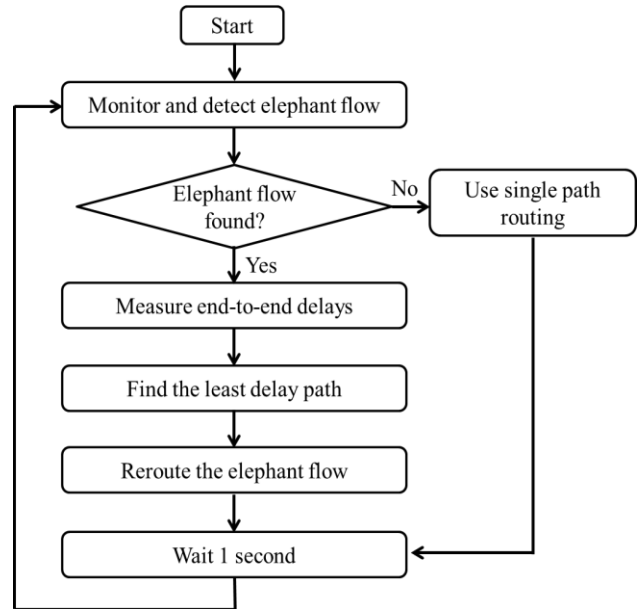 Start
Monitor and detect elephant flow
Elephant flow
found?
No
Use single path
routing
Yes
Measure end-to-end delays
Find the least delay path
Reroute the elephant flow
Wait 1 second